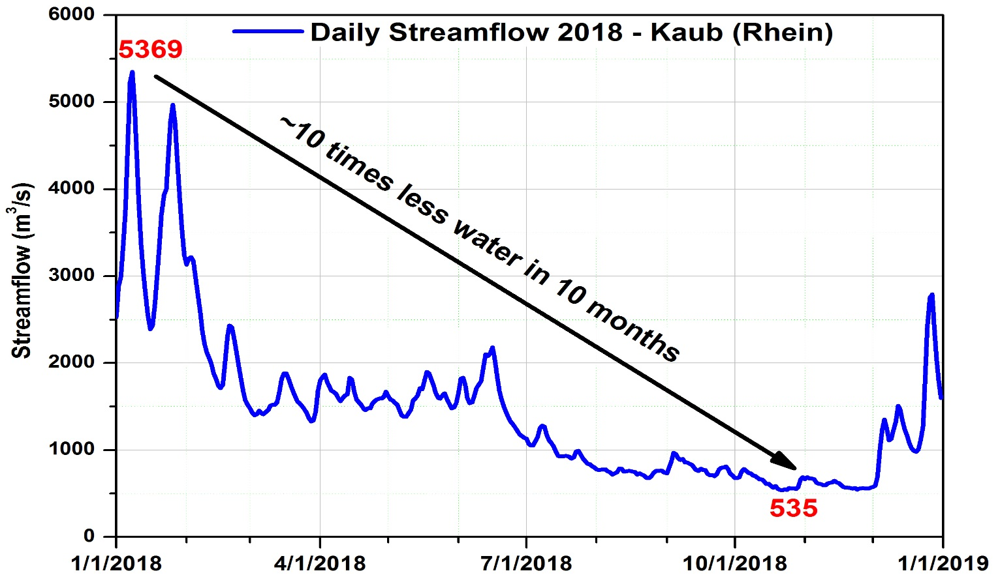 Daily Streamflow 2018 - Kaub (Rhein)
5369
~10 times less water in 10 months
535
Streamflow (m³/s)
6000
5000
4000
3000
2000
1000
0
1/1/2018 4/1/2018 7/1/2018 10/1/2018 1/1/2019